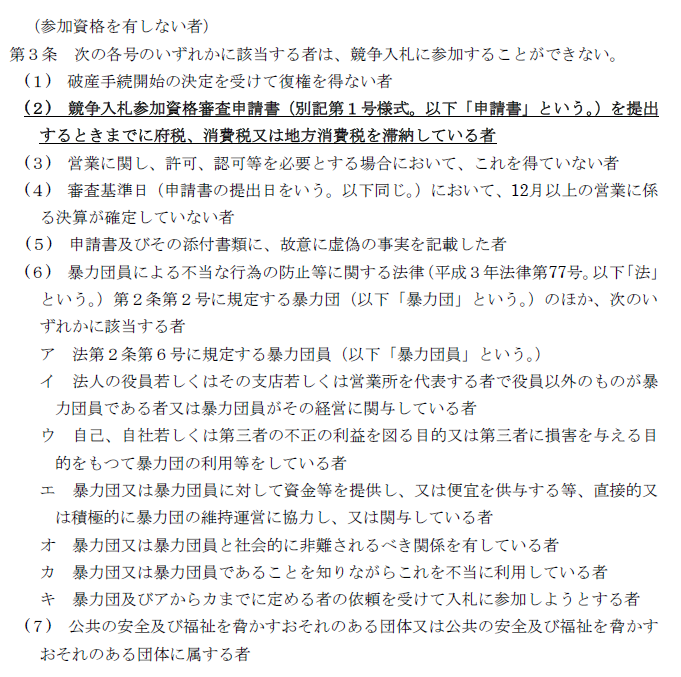 （参加資格を有しない者）
第３条　次の各号のいずれかに該当する者は、競争入札に参加することができない。
（１）　破産手続開始の決定を受けて復権を得ない者
（２）　競争入札参加資格審査申請書（別記第１号様式。以下「申請書」という。）を提出
するときまでに府税、消費税又は地方消費税を滞納している者
（３）　営業に関し、許可、認可等を必要とする場合において、これを得ていない者
（４）　審査基準日（申請書の提出日をいう。以下同じ。）において、12月以上の営業に係
る決算が確定していない者
（５）　申請書及びその添付書類に、故意に虚偽の事実を記載した者
（６）　暴力団員による不当な行為の防止等に関する法律（平成３年法律第77号。以下「法」
という。）第２条第２号に規定する暴力団（以下「暴力団」という。）のほか、次のい
ずれかに該当する者
ア　法第２条第６号に規定する暴力団員（以下「暴力団員」という。）
イ　法人の役員若しくはその支店若しくは営業所を代表する者で役員以外のものが暴
力団員である者又は暴力団員がその経営に関与している者
ウ　自己、自社若しくは第三者の不正の利益を図る目的又は第三者に損害を与える目
的をもつて暴力団の利用等をしている者
エ　暴力団又は暴力団員に対して資金等を提供し、又は便宜を供与する等、直接的又
は積極的に暴力団の維持運営に協力し、又は関与している者
オ　暴力団又は暴力団員と社会的に非難されるべき関係を有している者
カ　暴力団又は暴力団員であることを知りながらこれを不当に利用している者
キ　暴力団及びアからカまでに定める者の依頼を受けて入札に参加しようとする者
（７）　公共の安全及び福祉を脅かすおそれのある団体又は公共の安全及び福祉を脅かす
おそれのある団体に属する者